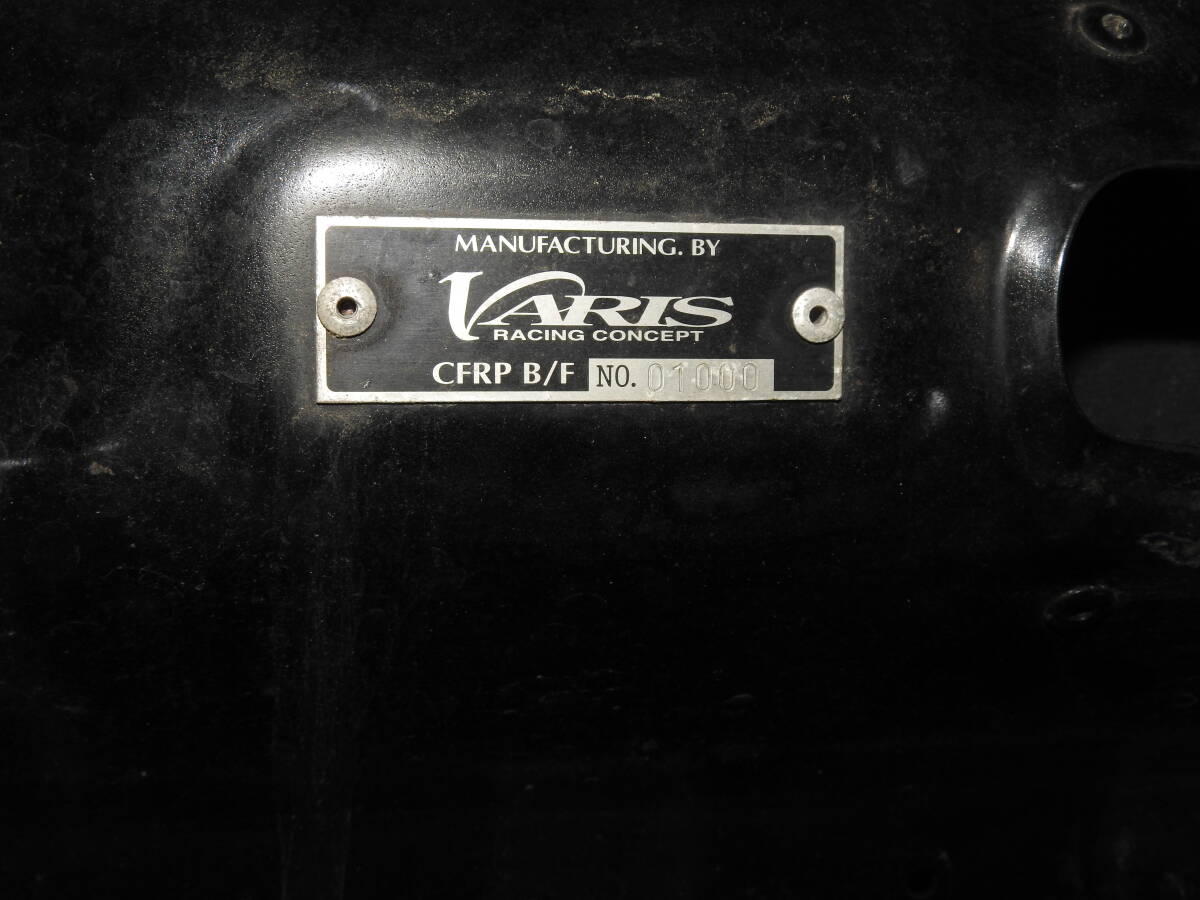 MANUFACTURING. BY
VARIS
RACING CONCEPT
CFRP B/F NO. 01000